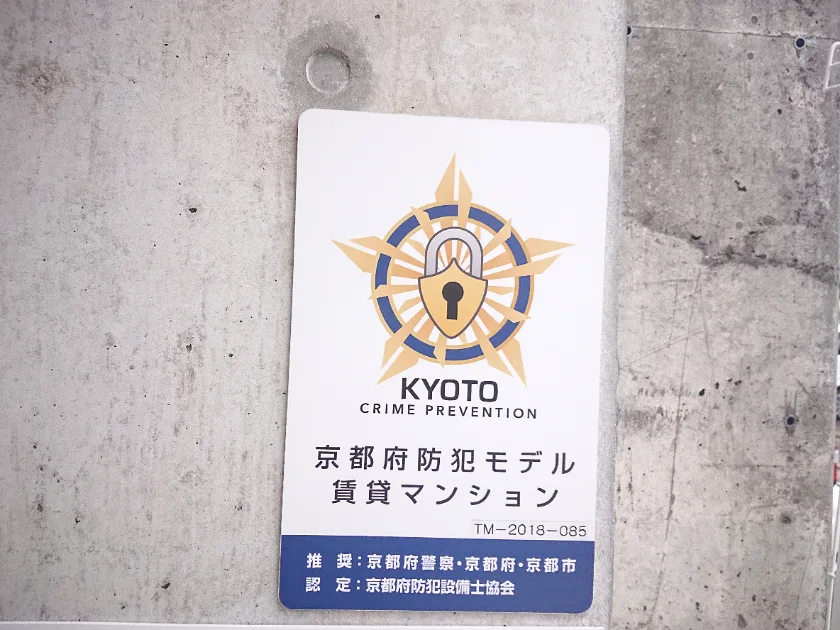 KYOTO
CRIME PREVENTION
京都府防犯モデル
賃貸マンション
TM-2018-085
推 奨：京都府警察・京都府・京都市
認 定：京都府防犯設備士協会